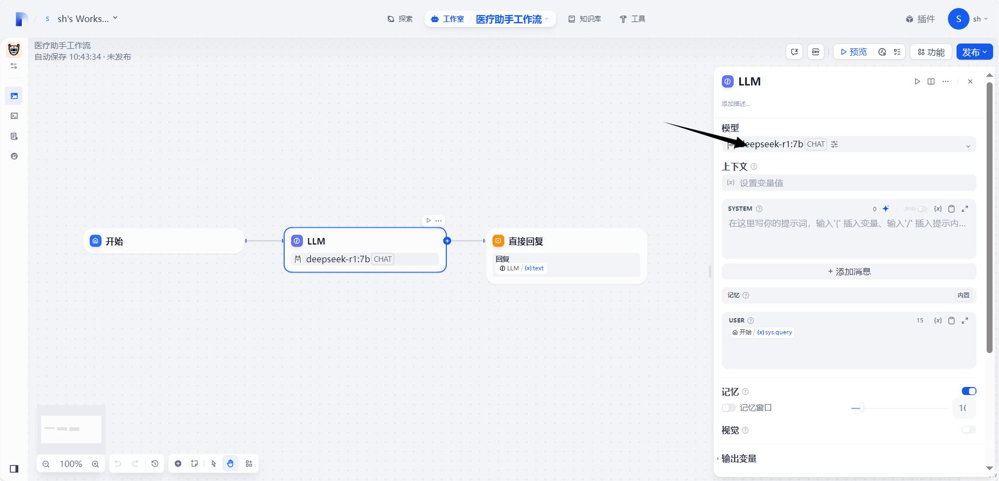 S sh's Works...
探索
工作室 / 医疗助手工作流
知识库
工具
插件
S sh
医疗助手工作流
自动保存 10:43:34 · 未发布
ENV
预览
功能
发布
LLM
添加描述...
模型
deepseek-r1:7b CHAT
上下文
{x} 设置变量值
SYSTEM
0
Jinja
{x}
在这里写你的提示词，输入'{' 插入变量、输入'/' 插入提示内...
+ 添加消息
记忆
内置
USER
15
{x}
开始 / (x) sys.query
记忆
记忆窗口
视觉
输出变量
开始
LLM
deepseek-r1:7b CHAT
直接回复
回复
LLM / (x) text
100%